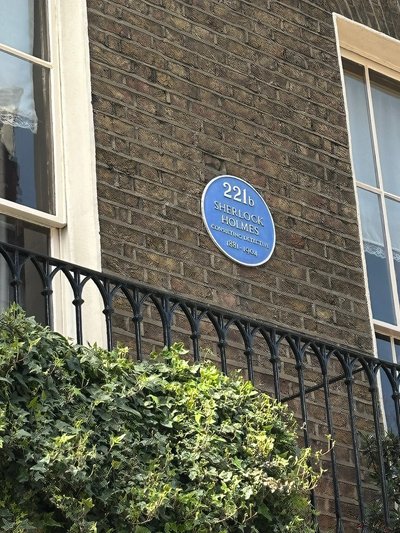 221b
SHERLOCK
HOLMES
CONSULTING DETECTIVE
1881-1904